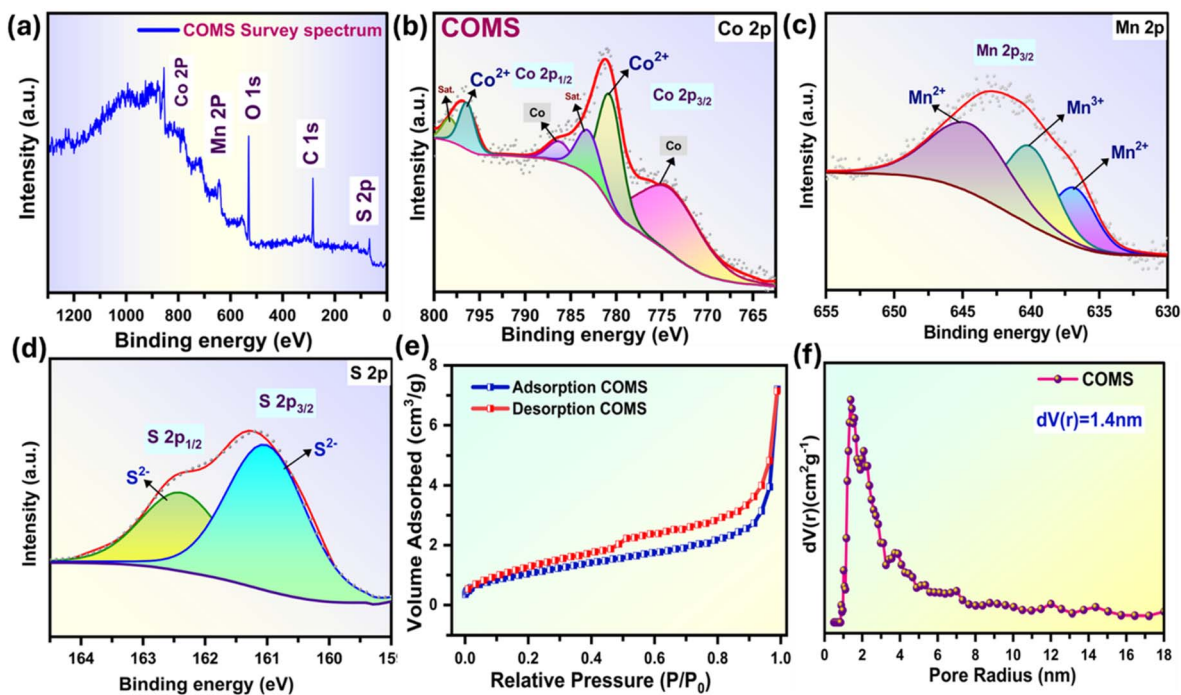 (a)
COMS Survey spectrum
Co 2P
Mn 2P
O 1s
C 1s
S 2p
Intensity (a.u.)
1200 1000 800 600 400 200 0
Binding energy (eV)
(b)
COMS
Co 2p
Sat.
Co2+
Co 2p1/2
Co
Sat.
Co2+
Co 2p3/2
Co
Intensity (a.u.)
800 795 790 785 780 775 770 765
Binding energy (eV)
(c)
Mn 2p
Mn 2p3/2
Mn2+
Mn3+
Mn2+
Intensity (a.u.)
655 650 645 640 635 630
Binding energy (eV)
(d)
S 2p
S 2p3/2
S 2p1/2
S2-
S2-
Intensity (a.u.)
164 163 162 161 160 15
Binding energy (eV)
(e)
Adsorption COMS
Desorption COMS
Volume Adsorbed (cm3/g)
8
6
4
2
0
0.0 0.2 0.4 0.6 0.8 1.0
Relative Pressure (P/P0)
(f)
COMS
dV(r)=1.4nm
dV(r)(cm2g-1)
0 2 4 6 8 10 12 14 16 18
Pore Radius (nm)